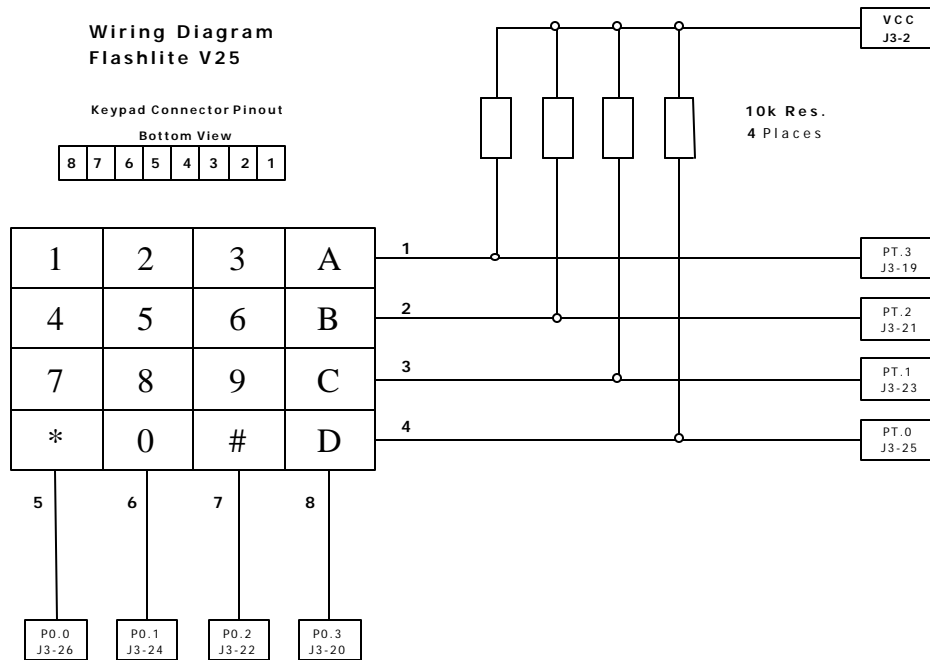 Wiring Diagram
Flashlite V25
Keypad Connector Pinout
Bottom View
8 7 6 5 4 3 2 1
VCC
J3-2
10k Res.
4 Places
1 2 3 A
4 5 6 B
7 8 9 C
* 0 # D
1
2
3
4
PT.3
J3-19
PT.2
J3-21
PT.1
J3-23
PT.0
J3-25
5 6 7 8
P0.0
J3-26
P0.1
J3-24
P0.2
J3-22
P0.3
J3-20